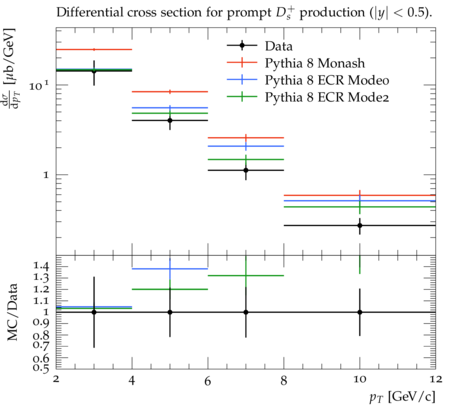 Differential cross section for prompt D_s^+ production (|y| < 0.5).
dσ/dp_T [μb/GeV]
Data
Pythia 8 Monash
Pythia 8 ECR Mode0
Pythia 8 ECR Mode2
10^1
1
MC/Data
1.4
1.3
1.2
1.1
1
0.9
0.8
0.7
0.6
0.5
2
4
6
8
10
12
p_T [GeV/c]